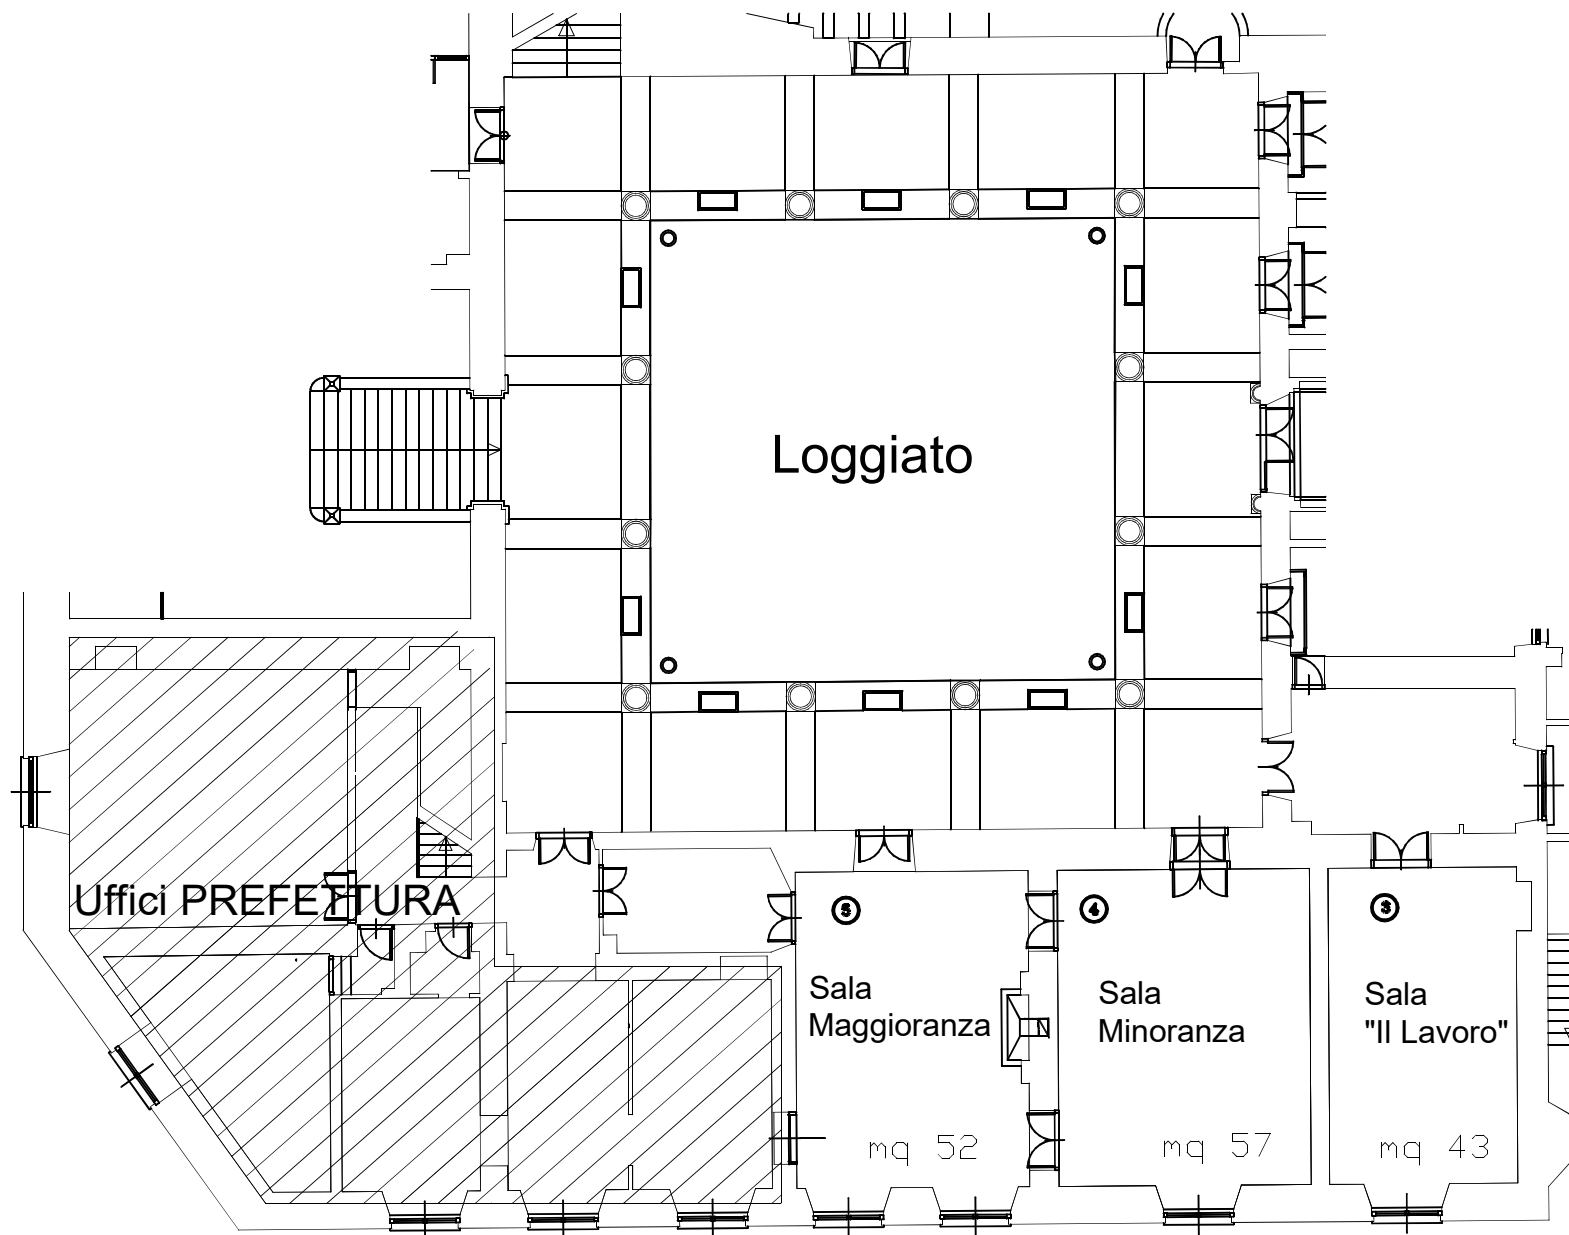 Loggiato
Uffici PREFETTURA
5
4
3
Sala
Maggioranza
Sala
Minoranza
Sala
"Il Lavoro"
mq 52
mq 57
mq 43